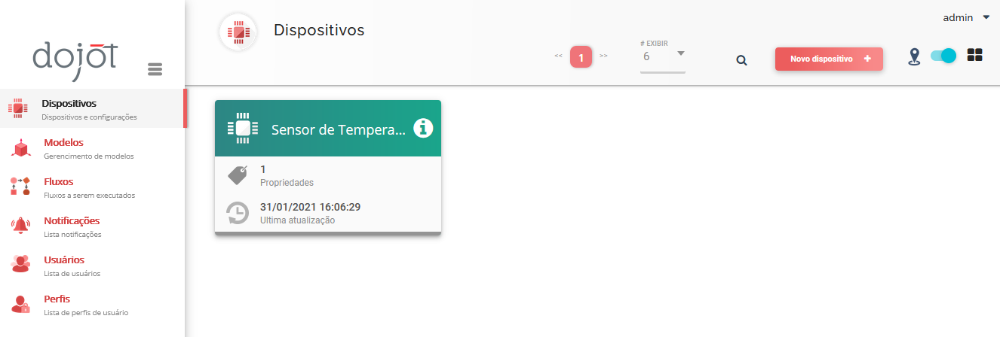 dojot
Dispositivos
Dispositivos e configurações
Modelos
Gerencimento de modelos
Fluxos
Fluxos a serem executados
Notificações
Lista notificações
Usuários
Lista de usuários
Perfis
Lista de perfis de usuário
admin
Dispositivos
<< 1 >>
# EXIBIR
6
Novo dispositivo +
Sensor de Tempera...
1
Propriedades
31/01/2021 16:06:29
Ultima atualização